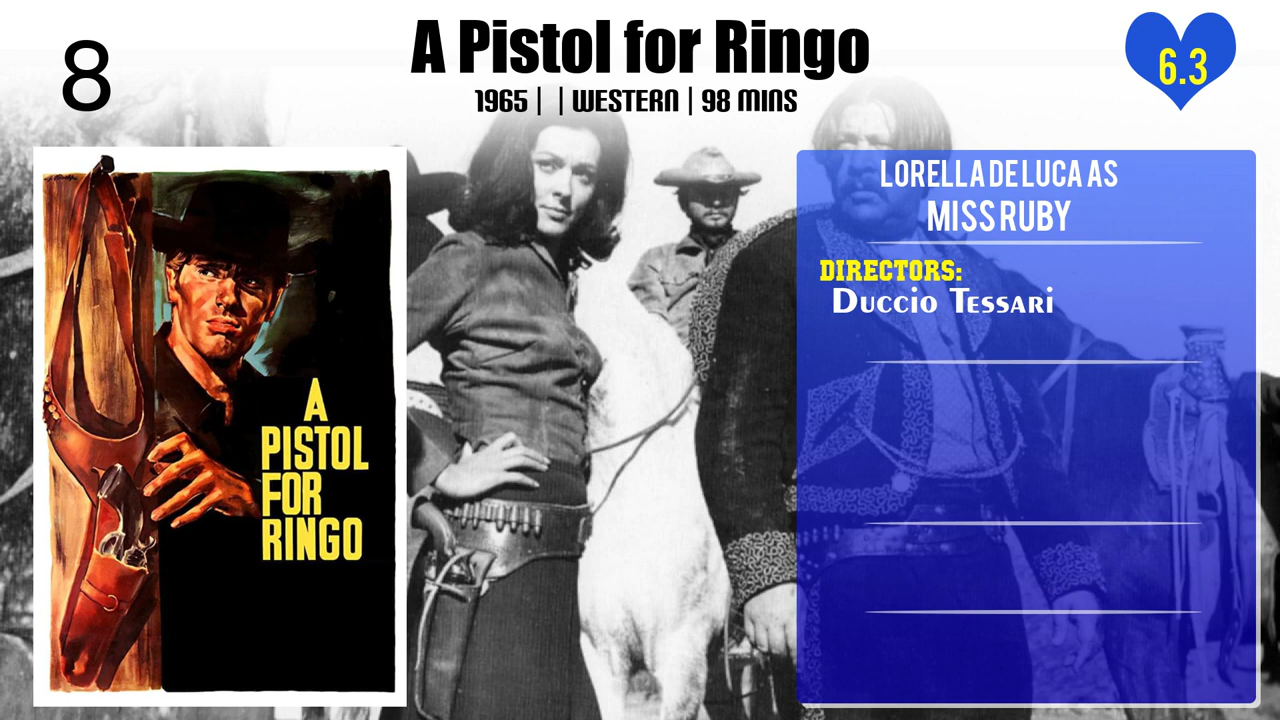 8
A Pistol for Ringo
1965 | | WESTERN | 98 MINS
6.3
A
PISTOL
FOR
RINGO
LORELLA DE LUCA AS
MISS RUBY
DIRECTORS:
Duccio Tessari